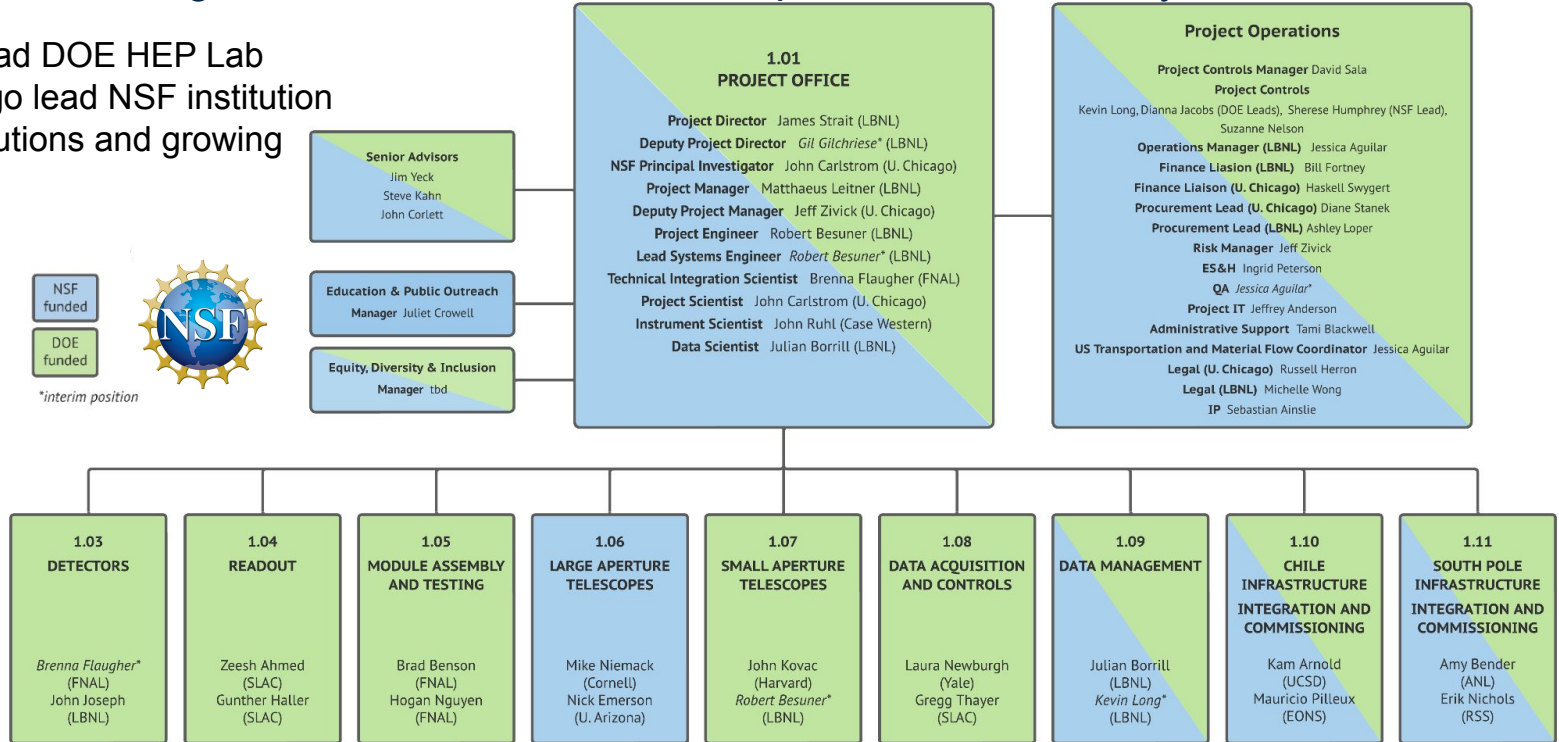 ad DOE HEP Lab
go lead NSF institution
utions and growing
1.01
PROJECT OFFICE
Project Director James Strait (LBNL)
Deputy Project Director Gil Gilchriese* (LBNL)
NSF Principal Investigator John Carlstrom (U. Chicago)
Project Manager Matthaeus Leitner (LBNL)
Deputy Project Manager Jeff Zivick (U. Chicago)
Project Engineer Robert Besuner (LBNL)
Lead Systems Engineer Robert Besuner* (LBNL)
Technical Integration Scientist Brenna Flaugher (FNAL)
Project Scientist John Carlstrom (U. Chicago)
Instrument Scientist John Ruhl (Case Western)
Data Scientist Julian Borrill (LBNL)
Project Operations
Project Controls Manager David Sala
Project Controls
Kevin Long, Dianna Jacobs (DOE Leads), Sherese Humphrey (NSF Lead),
Suzanne Nelson
Operations Manager (LBNL) Jessica Aguilar
Finance Liasion (LBNL) Bill Fortney
Finance Liaison (U. Chicago) Haskell Swygert
Procurement Lead (U. Chicago) Diane Stanek
Procurement Lead (LBNL) Ashley Loper
Risk Manager Jeff Zivick
ES&H Ingrid Peterson
QA Jessica Aguilar*
Project IT Jeffrey Anderson
Administrative Support Tami Blackwell
US Transportation and Material Flow Coordinator Jessica Aguilar
Legal (U. Chicago) Russell Herron
Legal (LBNL) Michelle Wong
IP Sebastian Ainslie
Senior Advisors
Jim Yeck
Steve Kahn
John Corlett
Education & Public Outreach
Manager Juliet Crowell
Equity, Diversity & Inclusion
Manager tbd
NSF
funded
DOE
funded
*interim position
NSF
1.03
DETECTORS
Brenna Flaugher*
(FNAL)
John Joseph
(LBNL)
1.04
READOUT
Zeesh Ahmed
(SLAC)
Gunther Haller
(SLAC)
1.05
MODULE ASSEMBLY
AND TESTING
Brad Benson
(FNAL)
Hogan Nguyen
(FNAL)
1.06
LARGE APERTURE
TELESCOPES
Mike Niemack
(Cornell)
Nick Emerson
(U. Arizona)
1.07
SMALL APERTURE
TELESCOPES
John Kovac
(Harvard)
Robert Besuner*
(LBNL)
1.08
DATA ACQUISITION
AND CONTROLS
Laura Newburgh
(Yale)
Gregg Thayer
(SLAC)
1.09
DATA MANAGEMENT
Julian Borrill
(LBNL)
Kevin Long*
(LBNL)
1.10
CHILE
INFRASTRUCTURE
INTEGRATION AND
COMMISSIONING
Kam Arnold
(UCSD)
Mauricio Pilleux
(EONS)
1.11
SOUTH POLE
INFRASTRUCTURE
INTEGRATION AND
COMMISSIONING
Amy Bender
(ANL)
Erik Nichols
(RSS)